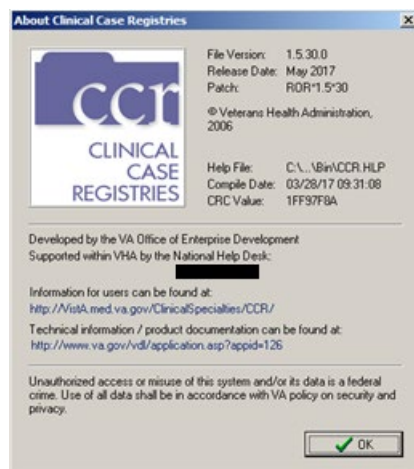 About Clinical Case Registries
ccr
CLINICAL
CASE
REGISTRIES
File Version: 1.5.30.0
Release Date: May 2017
Patch: ROR*1.5*30
© Veterans Health Administration,
2006
Help File: C:\...\Bin\CCR.HLP
Compile Date: 03/28/17 09:31:08
CRC Value: 1FF97F8A
Developed by the VA Office of Enterprise Development
Supported within VHA by the National Help Desk:
Information for users can be found at:
http://VistA.med.va.gov/ClinicalSpecialties/CCR/
Technical information / product documentation can be found at:
http://www.va.gov/vdl/application.asp?appid=126
Unauthorized access or misuse of this system and/or its data is a federal
crime. Use of all data shall be in accordance with VA policy on security and
privacy.
OK